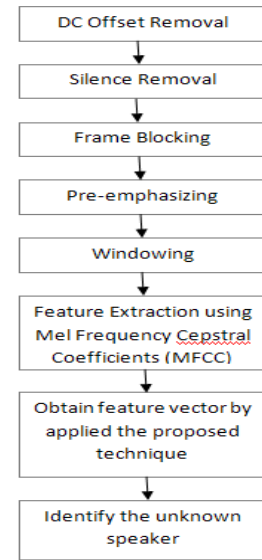 DC Offset Removal
Silence Removal
Frame Blocking
Pre-emphasizing
Windowing
Feature Extraction using
Mel Frequency Cepstral
Coefficients (MFCC)
Obtain feature vector by
applied the proposed
technique
Identify the unknown
speaker